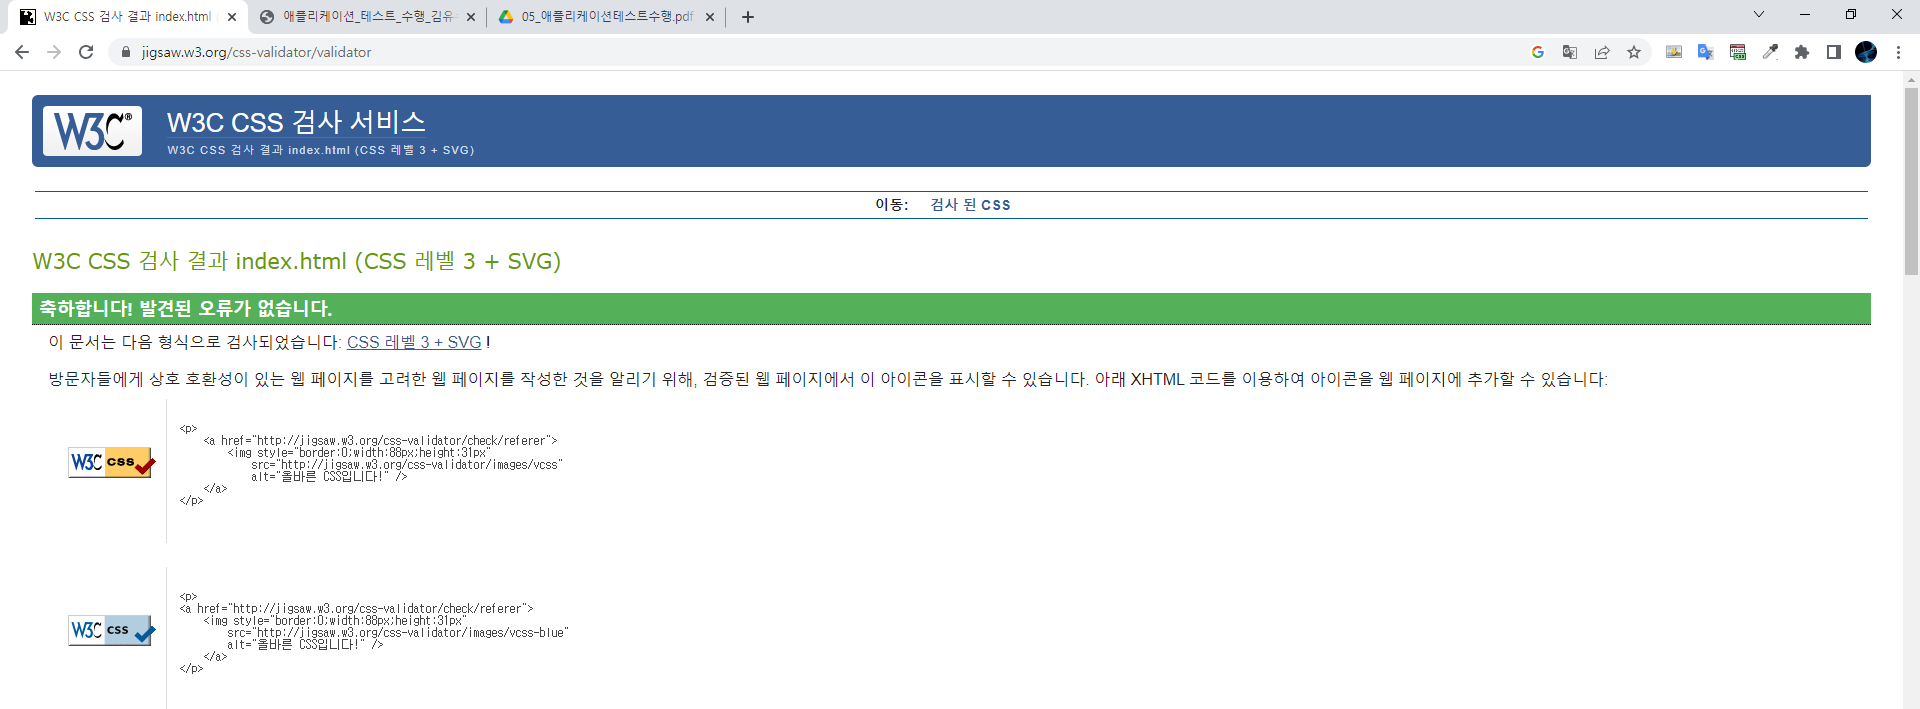 W3C CSS 검사 결과 index.html
애플리케이션_테스트_수행_김유
05_애플리케이션테스트수행.pdf
jigsaw.w3.org/css-validator/validator
W3C®
W3C CSS 검사 서비스
W3C CSS 검사 결과 index.html (CSS 레벨 3 + SVG)
이동: 검사 된 CSS
W3C CSS 검사 결과 index.html (CSS 레벨 3 + SVG)
축하합니다! 발견된 오류가 없습니다.
이 문서는 다음 형식으로 검사되었습니다: CSS 레벨 3 + SVG !
방문자들에게 상호 호환성이 있는 웹 페이지를 고려한 웹 페이지를 작성한 것을 알리기 위해, 검증된 웹 페이지에서 이 아이콘을 표시할 수 있습니다. 아래 XHTML 코드를 이용하여 아이콘을 웹 페이지에 추가할 수 있습니다:
W3C CSS
<p>
<a href="http://jigsaw.w3.org/css-validator/check/referer">
<img style="border:0;width:88px;height:31px"
src="http://jigsaw.w3.org/css-validator/images/vcss"
alt="올바른 CSS입니다!" />
</a>
</p>
W3C CSS
<p>
<a href="http://jigsaw.w3.org/css-validator/check/referer">
<img style="border:0;width:88px;height:31px"
src="http://jigsaw.w3.org/css-validator/images/vcss-blue"
alt="올바른 CSS입니다!" />
</a>
</p>